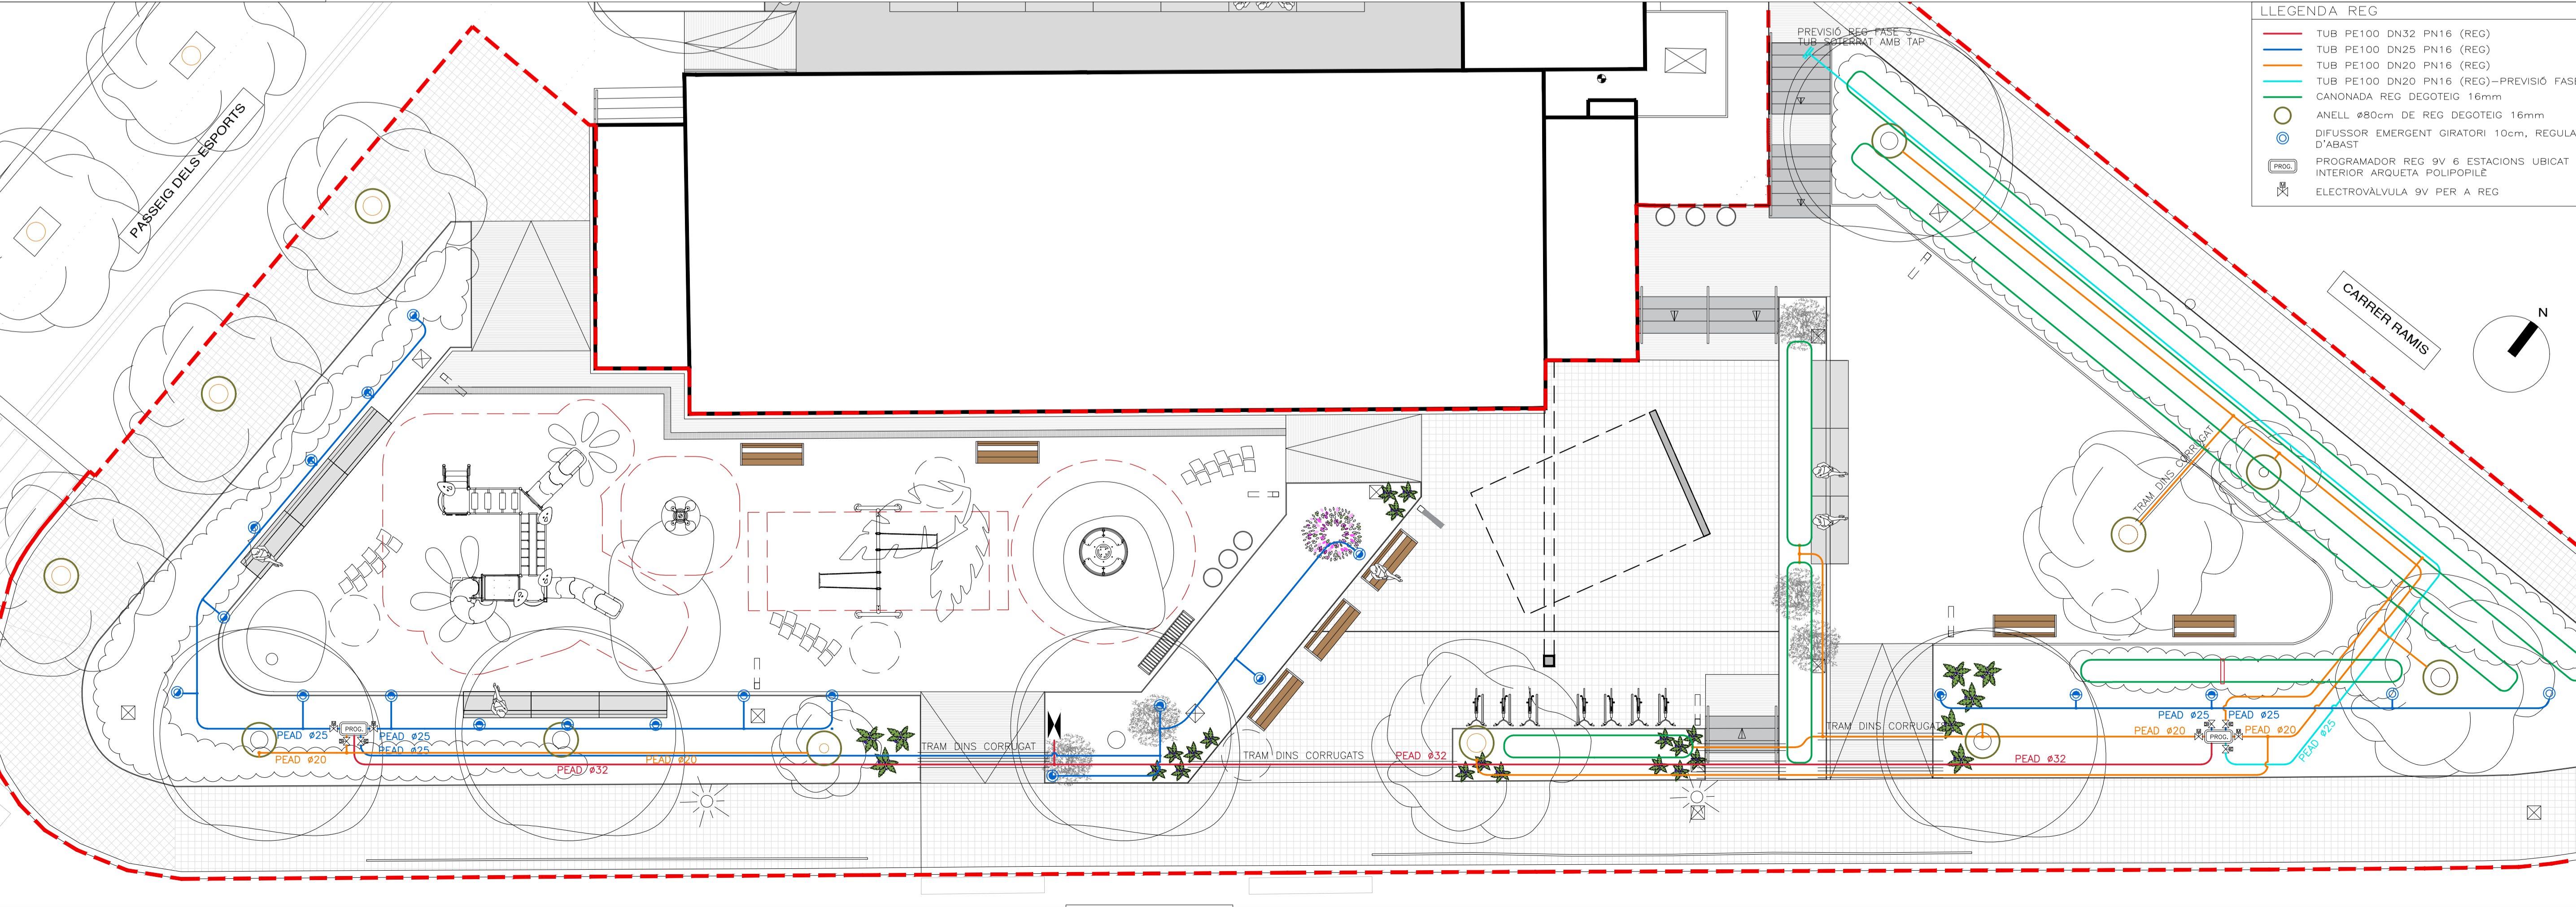 LLEGENDA REG
TUB PE100 DN32 PN16 (REG)
TUB PE100 DN25 PN16 (REG)
TUB PE100 DN20 PN16 (REG)
TUB PE100 DN20 PN16 (REG)-PREVISIÓ FASE
CANONADA REG DEGOTEIG 16mm
ANELL ø80cm DE REG DEGOTEIG 16mm
DIFUSSOR EMERGENT GIRATORI 10cm, REGULA
D'ABAST
PROG.
PROGRAMADOR REG 9V 6 ESTACIONS UBICAT
INTERIOR ARQUETA POLIPOPILÈ
ELECTROVÀLVULA 9V PER A REG
PREVISIÓ REG FASE 3
TUB SOTERRAT AMB TAP
PASSEIG DELS ESPORTS
CARRER RAMIS
N
TRAM DINS CORRUGAT
PROG.
PEAD ø25
PEAD ø25
PEAD ø25
PEAD ø20
PEAD ø20
PEAD ø32
TRAM DINS CORRUGAT
TRAM DINS CORRUGATS
PEAD ø32
TRAM DINS CORRUGATS
PEAD ø25
PEAD ø25
PEAD ø20
PROG.
PEAD ø20
PEAD ø32
PEAD ø25